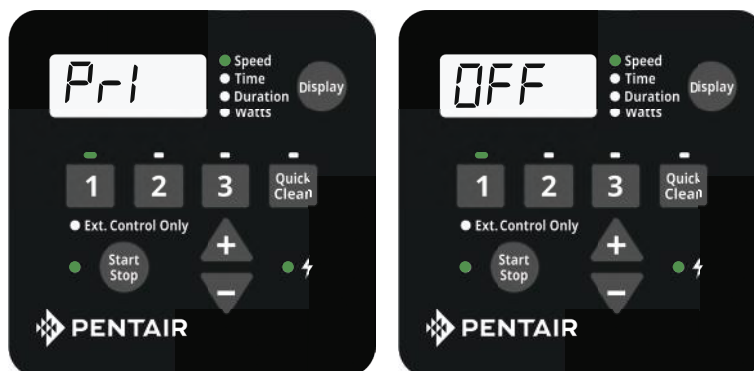 Pr1
Speed
Time
Duration
Watts
Display
1
2
3
Quick
Clean
Ext. Control Only
Start
Stop
+
-
PENTAIR
OFF
Speed
Time
Duration
Watts
Display
1
2
3
Quick
Clean
Ext. Control Only
Start
Stop
+
-
PENTAIR